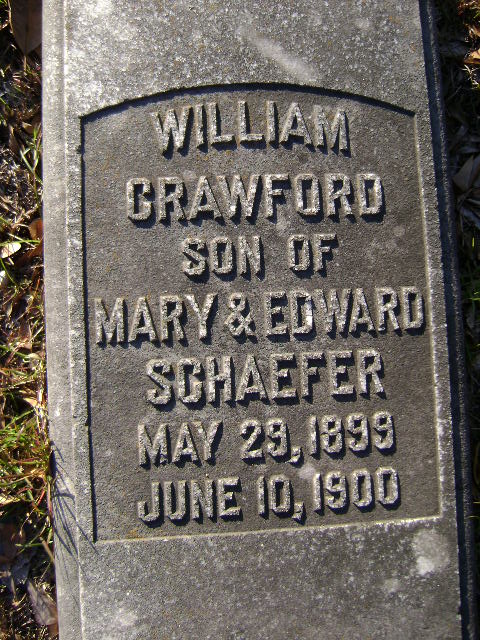 WILLIAM
CRAWFORD
SON OF
MARY & EDWARD
SCHAEFER
MAY 29, 1899
JUNE 10, 1900